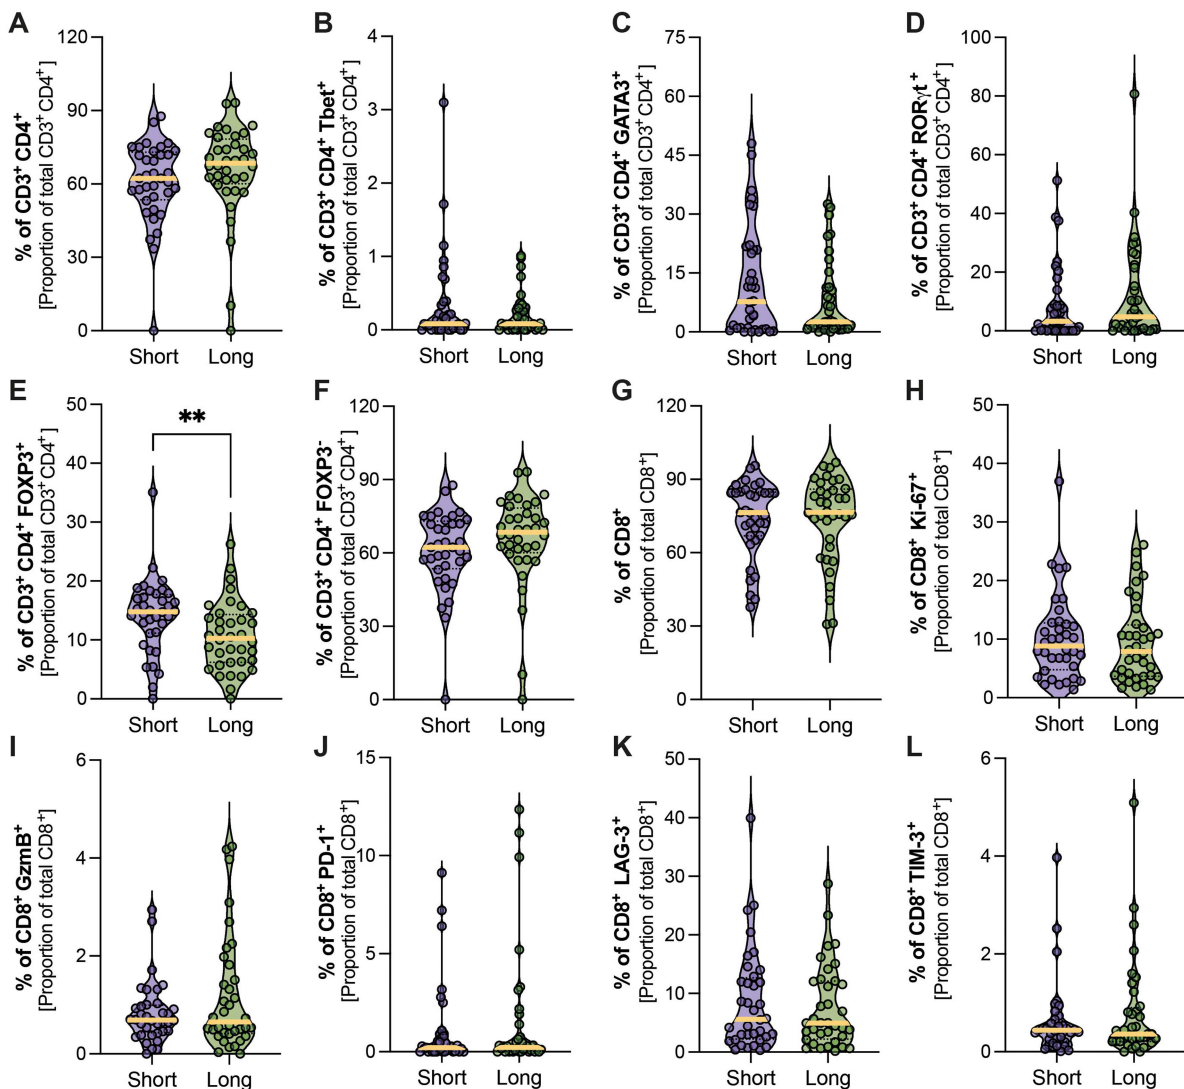 A
% of CD3⁺ CD4⁺
[Proportion of total CD3⁺ CD4⁺]
120
90
60
30
0
Short Long
B
% of CD3⁺ CD4⁺ Tbet⁺
[Proportion of total CD3⁺ CD4⁺]
4
3
2
1
0
Short Long
C
% of CD3⁺ CD4⁺ GATA3⁺
[Proportion of total CD3⁺ CD4⁺]
75
60
45
30
15
0
Short Long
D
% of CD3⁺ CD4⁺ RORγt⁺
[Proportion of total CD3⁺ CD4⁺]
100
80
60
40
20
0
Short Long
E
% of CD3⁺ CD4⁺ FOXP3⁺
[Proportion of total CD3⁺ CD4⁺]
50
40
30
20
10
0
**
Short Long
F
% of CD3⁺ CD4⁺ FOXP3⁻
[Proportion of total CD3⁺ CD4⁺]
120
90
60
30
0
Short Long
G
% of CD8⁺
[Proportion of total CD8⁺]
120
90
60
30
0
Short Long
H
% of CD8⁺ Ki-67⁺
[Proportion of total CD8⁺]
50
40
30
20
10
0
Short Long
I
% of CD8⁺ GzmB⁺
[Proportion of total CD8⁺]
6
4
2
0
Short Long
J
% of CD8⁺ PD-1⁺
[Proportion of total CD8⁺]
15
10
5
0
Short Long
K
% of CD8⁺ LAG-3⁺
[Proportion of total CD8⁺]
50
40
30
20
10
0
Short Long
L
% of CD8⁺ TIM-3⁺
[Proportion of total CD8⁺]
6
4
2
0
Short Long